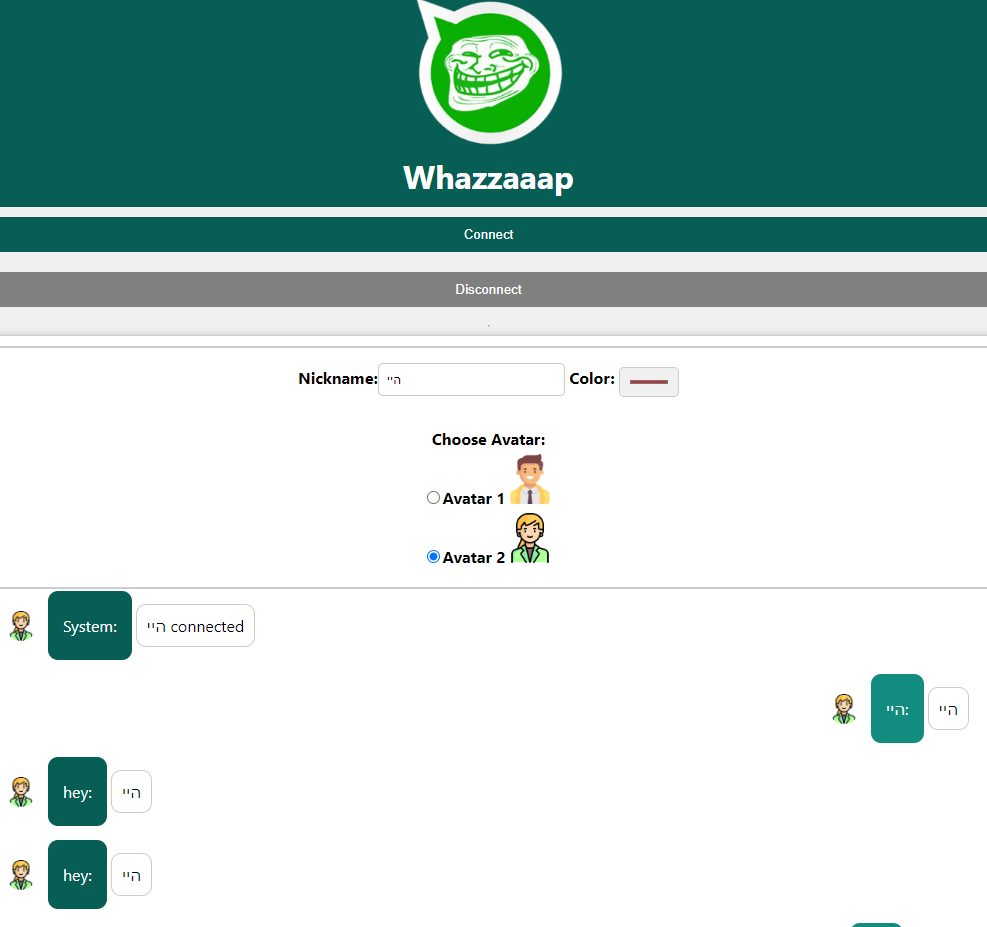 Whazzaaap
Connect
Disconnect
.
Nickname: היי Color:
Choose Avatar:
Avatar 1
Avatar 2
System: היי connected
היי: היי
hey: היי
hey: היי